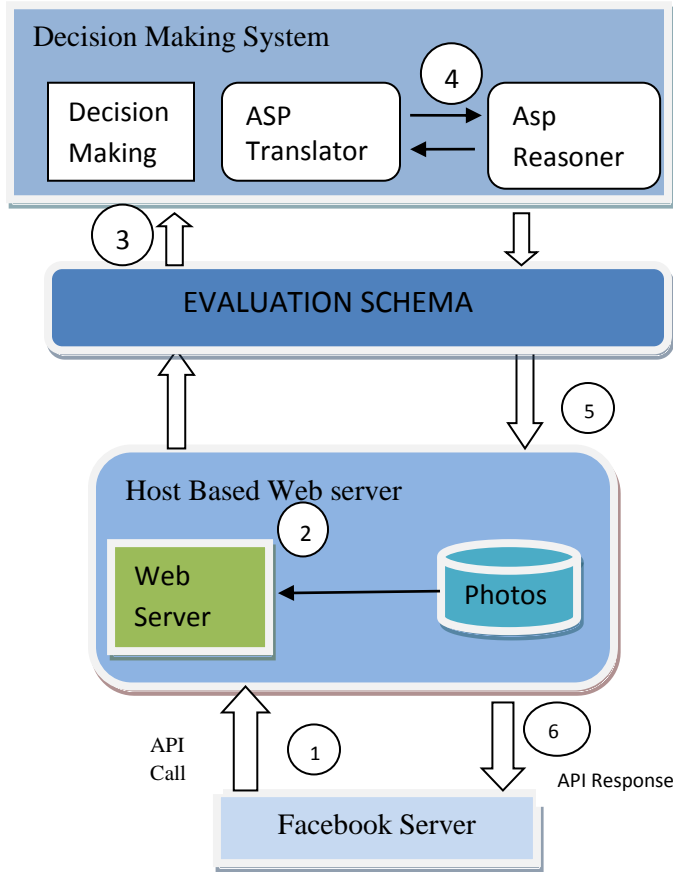 Decision Making System
4
Decision
Making
ASP
Translator
Asp
Reasoner
3
EVALUATION SCHEMA
5
Host Based Web server
2
Web
Server
Photos
API
Call
1
6
API Response
Facebook Server